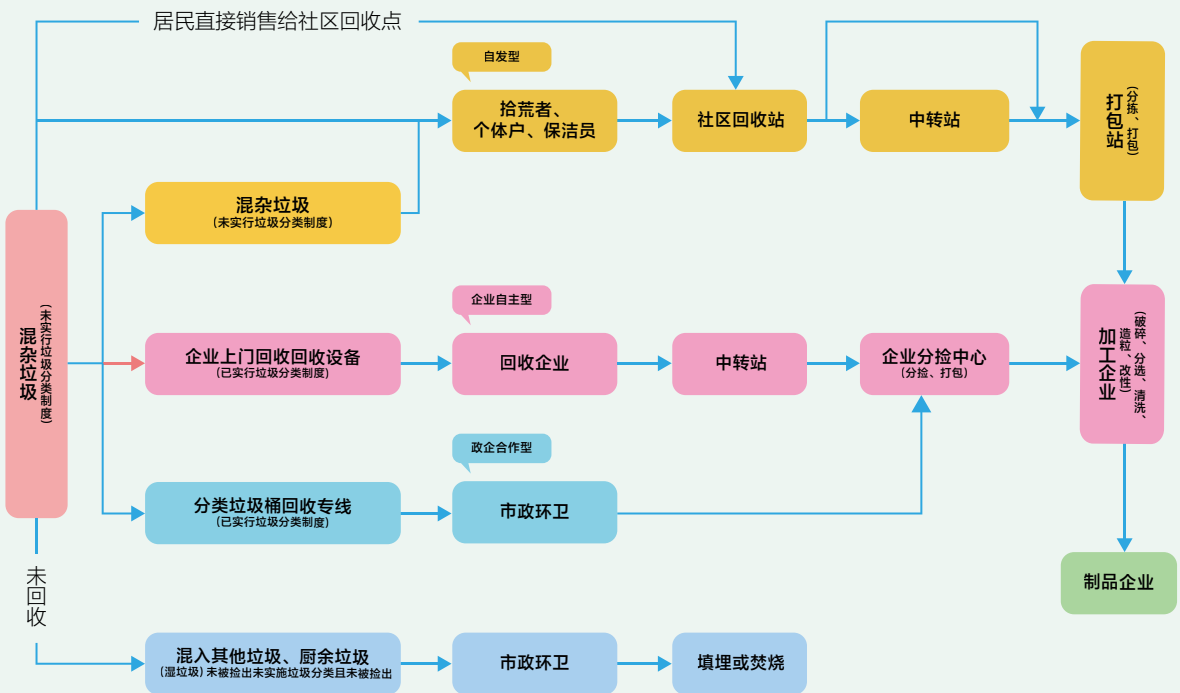 居民直接销售给社区回收点
自发型
拾荒者、
个体户、保洁员
社区回收站
中转站
打包站
(分拣、打包)
混杂垃圾
(未实行垃圾分类制度)
混杂垃圾
(未实行垃圾分类制度)
企业自主型
企业上门回收回收设备
(已实行垃圾分类制度)
回收企业
中转站
企业分捡中心
(分捡、打包)
加工企业
(破碎、分选、清洗、
造粒、改性)
政企合作型
分类垃圾桶回收专线
(已实行垃圾分类制度)
市政环卫
制品企业
未回收
混入其他垃圾、厨余垃圾
(湿垃圾)未被捡出未实施垃圾分类且未被捡出
市政环卫
填埋或焚烧